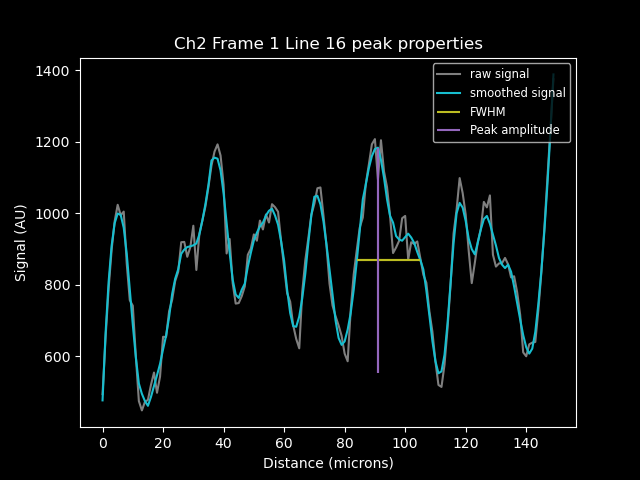 Ch2 Frame 1 Line 16 peak properties
raw signal
smoothed signal
FWHM
Peak amplitude
1400
1200
1000
800
600
Signal (AU)
0 20 40 60 80 100 120 140
Distance (microns)